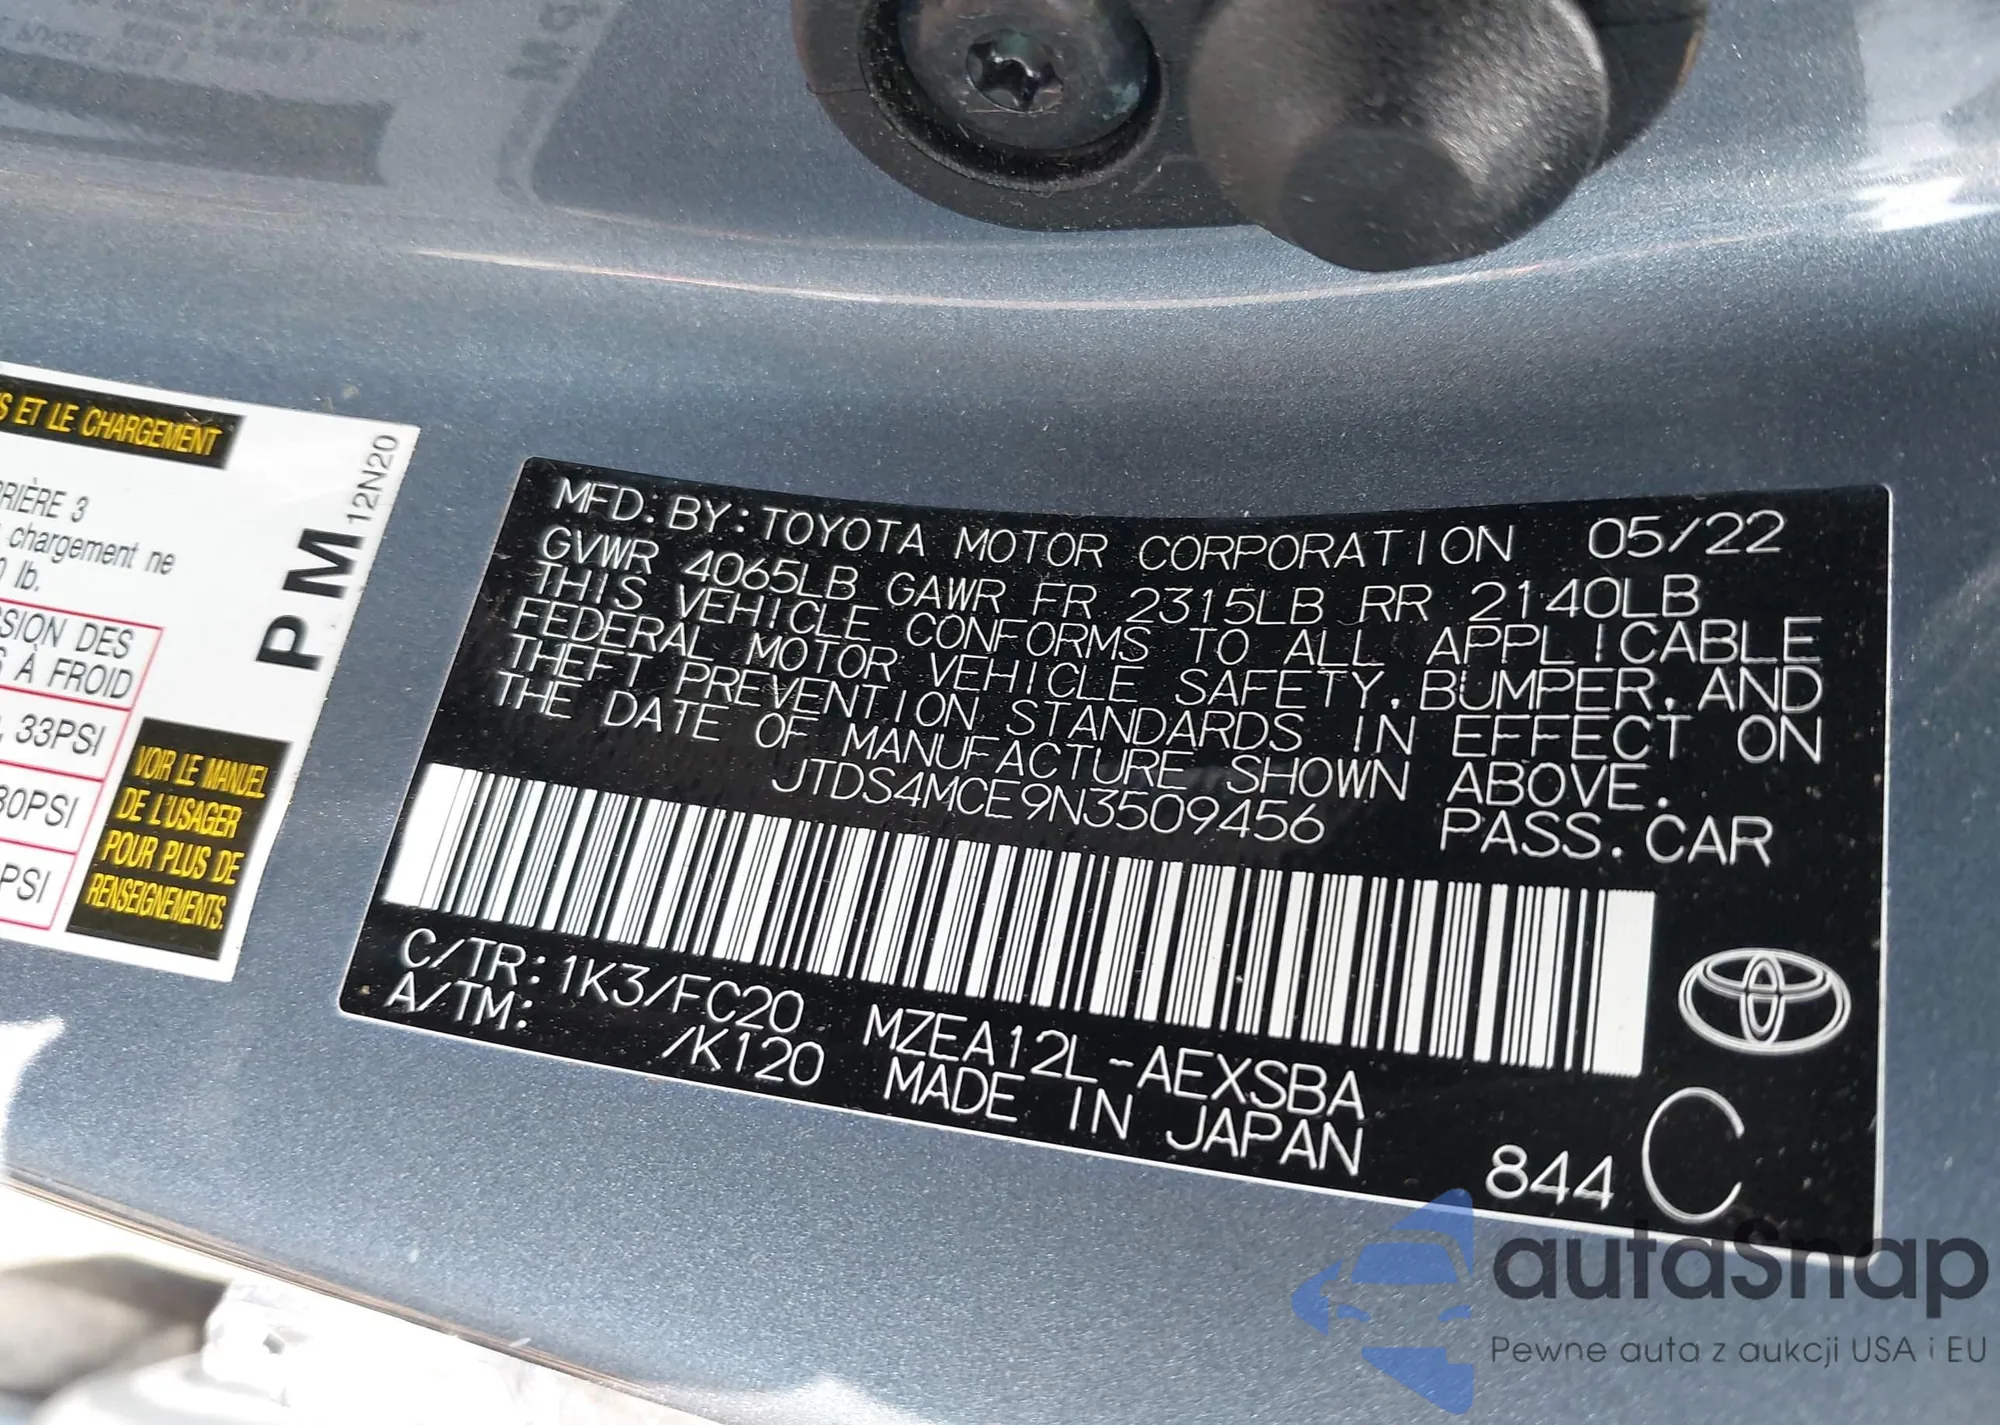 S ET LE CHARGEMENT
RRIÈRE 3
chargement ne
lb.
SION DES
S À FROID
, 33PSI
30PSI
PSI
VOIR LE MANUEL
DE L'USAGER
POUR PLUS DE
RENSEIGNEMENTS.
PM 12N20
MFD. BY: TOYOTA MOTOR CORPORATION 05/22
GVWR 4065LB GAWR FR 2315LB RR 2140LB
THIS VEHICLE CONFORMS TO ALL APPLICABLE
FEDERAL MOTOR VEHICLE SAFETY, BUMPER, AND
THEFT PREVENTION STANDARDS IN EFFECT ON
THE DATE OF MANUFACTURE SHOWN ABOVE.
JTDS4MCE9N3509456 PASS. CAR
C/TR: 1K3/FC20 MZEA12L-AEXSBA
A/TM: /K120 MADE IN JAPAN
844 C
autaSnap
Pewne auta z aukcji USA i EU